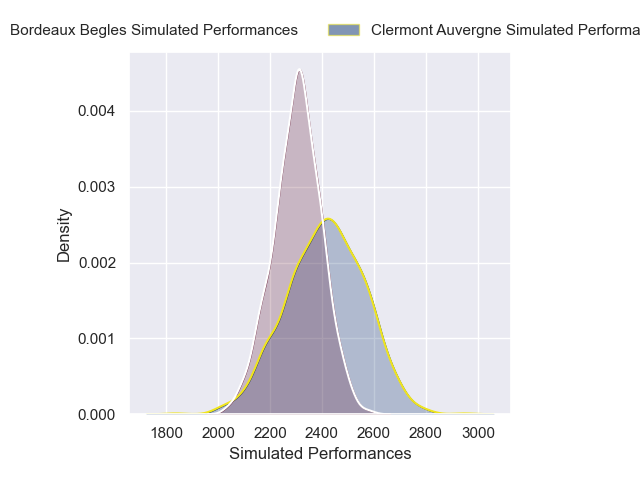 Bordeaux Begles Simulated Performances
Clermont Auvergne Simulated Performa
0.004
0.003
0.002
0.001
0.000
Density
1800 2000 2200 2400 2600 2800 3000
Simulated Performances